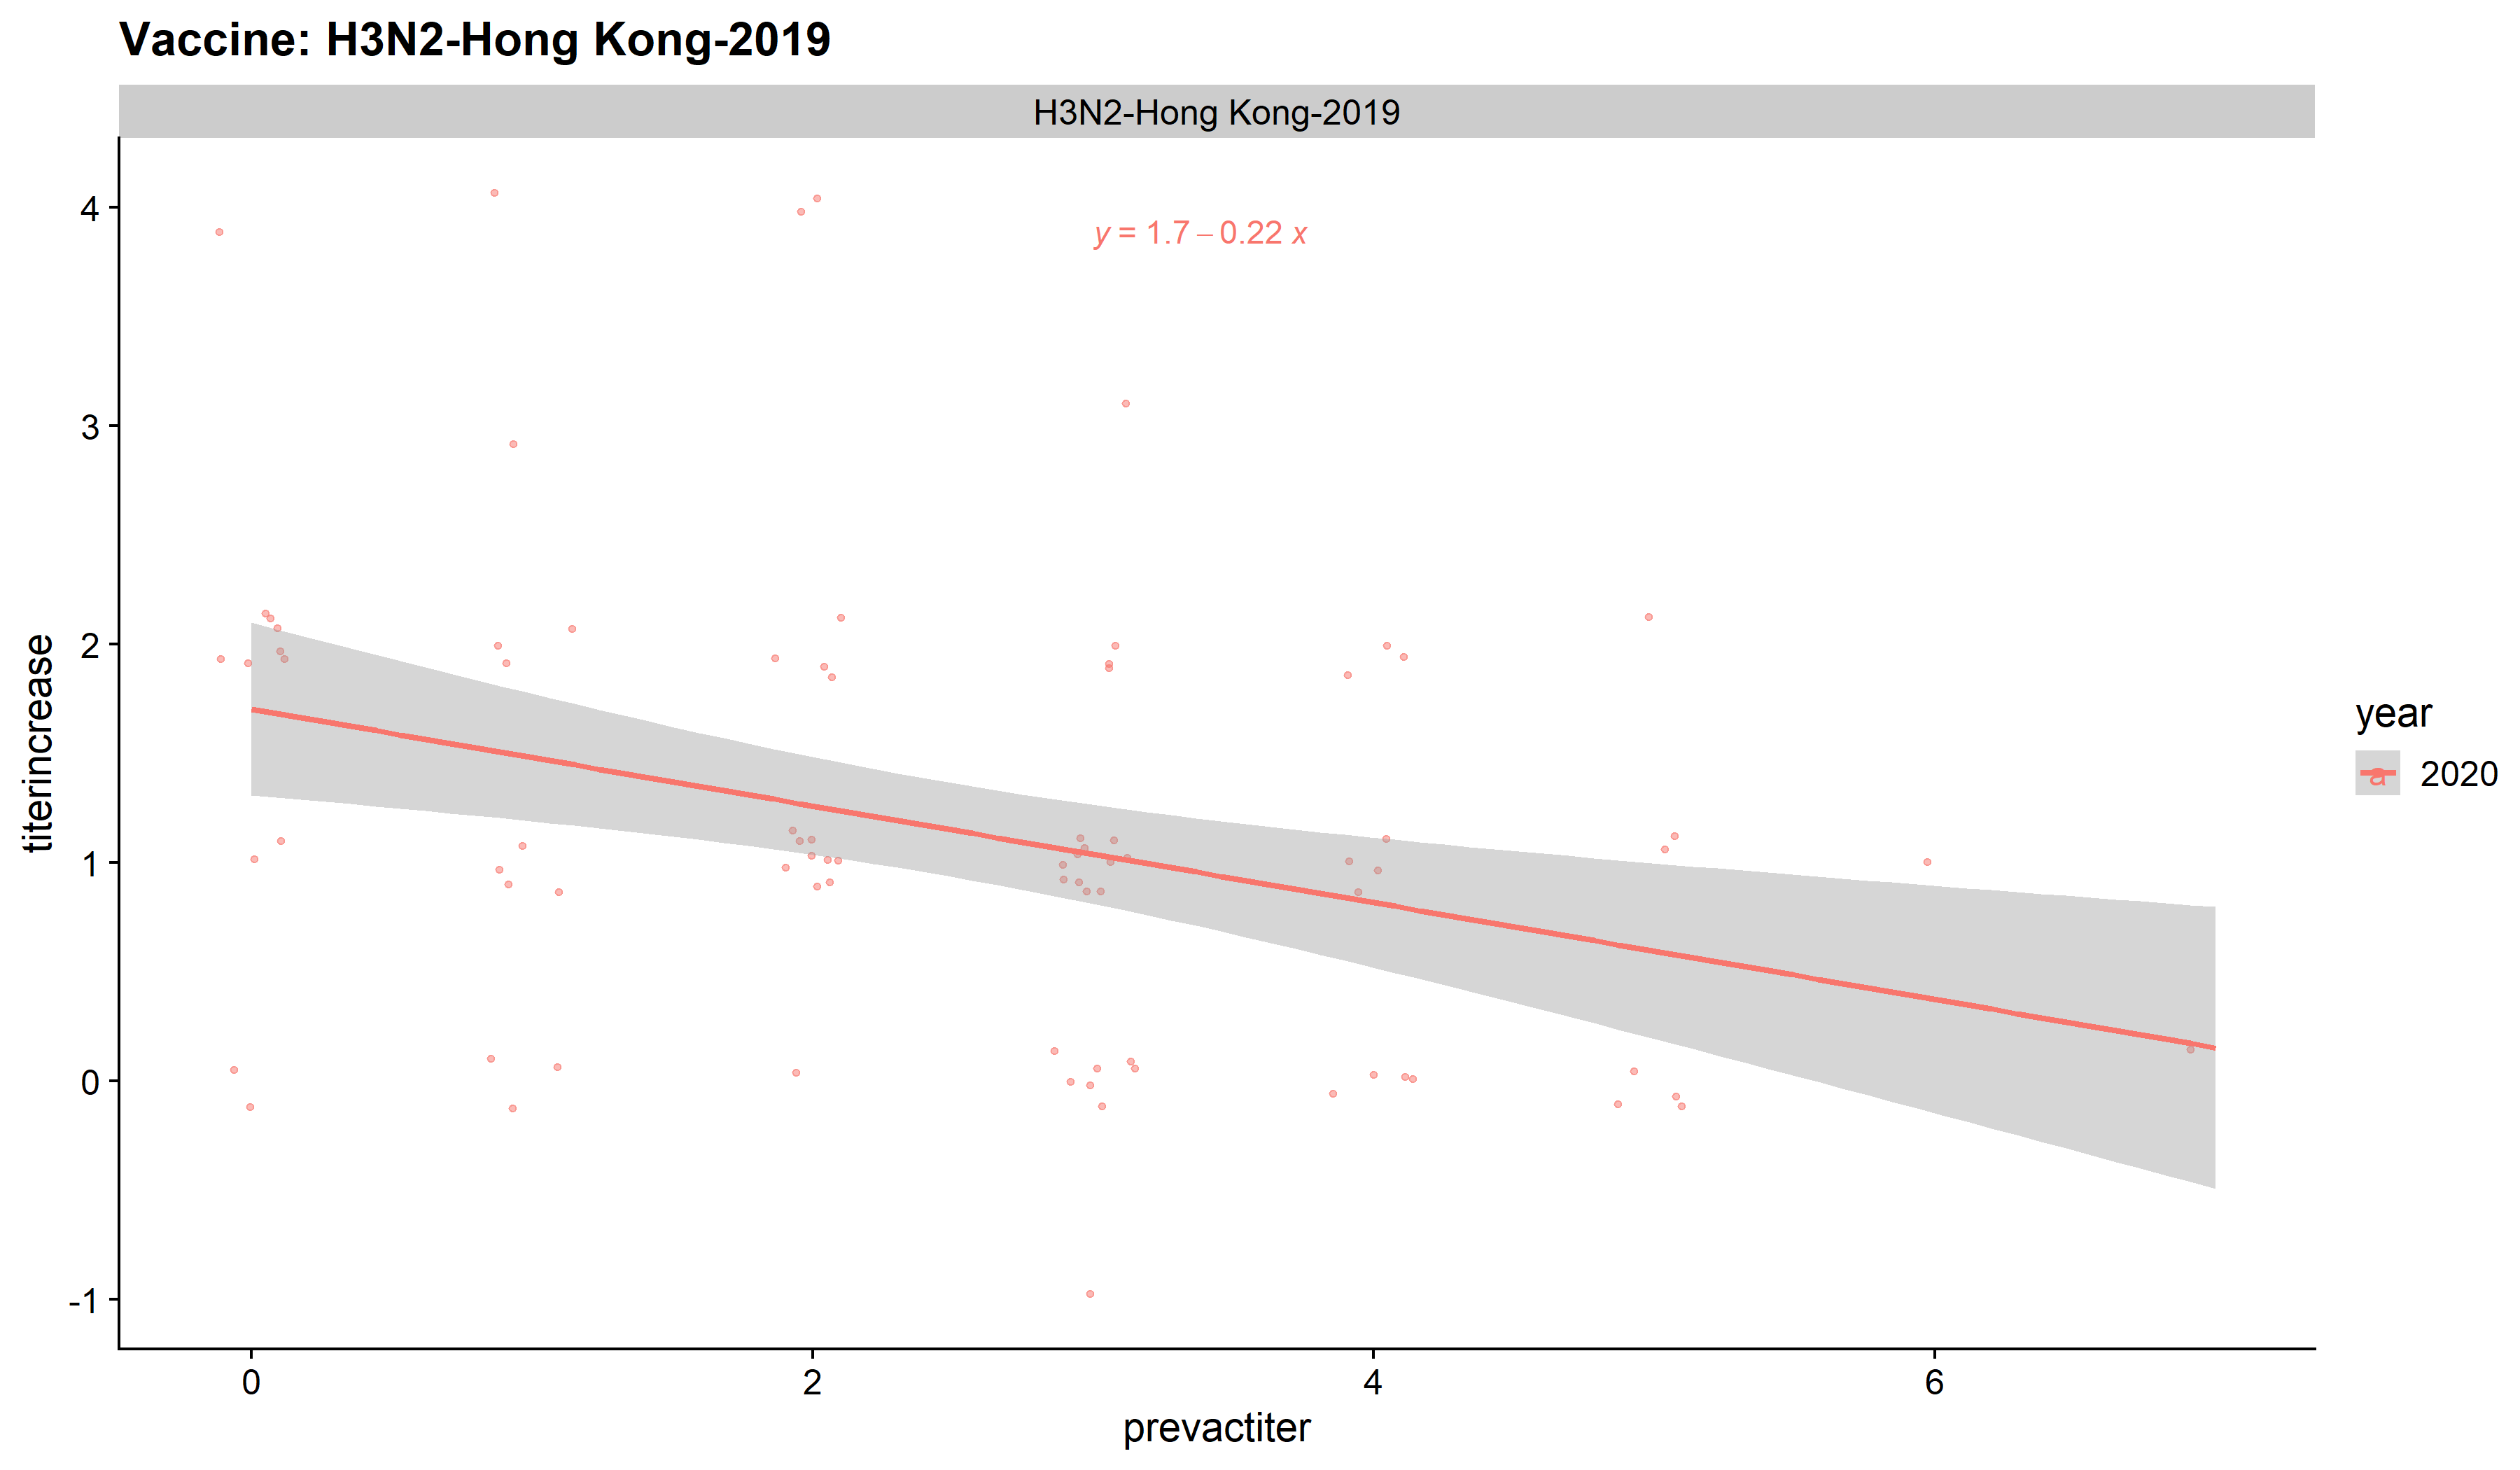 Vaccine: H3N2-Hong Kong-2019
H3N2-Hong Kong-2019
y = 1.7 – 0.22 x
4
3
2
1
0
-1
titerincrease
0 2 4 6
prevactiter
year
a 2020